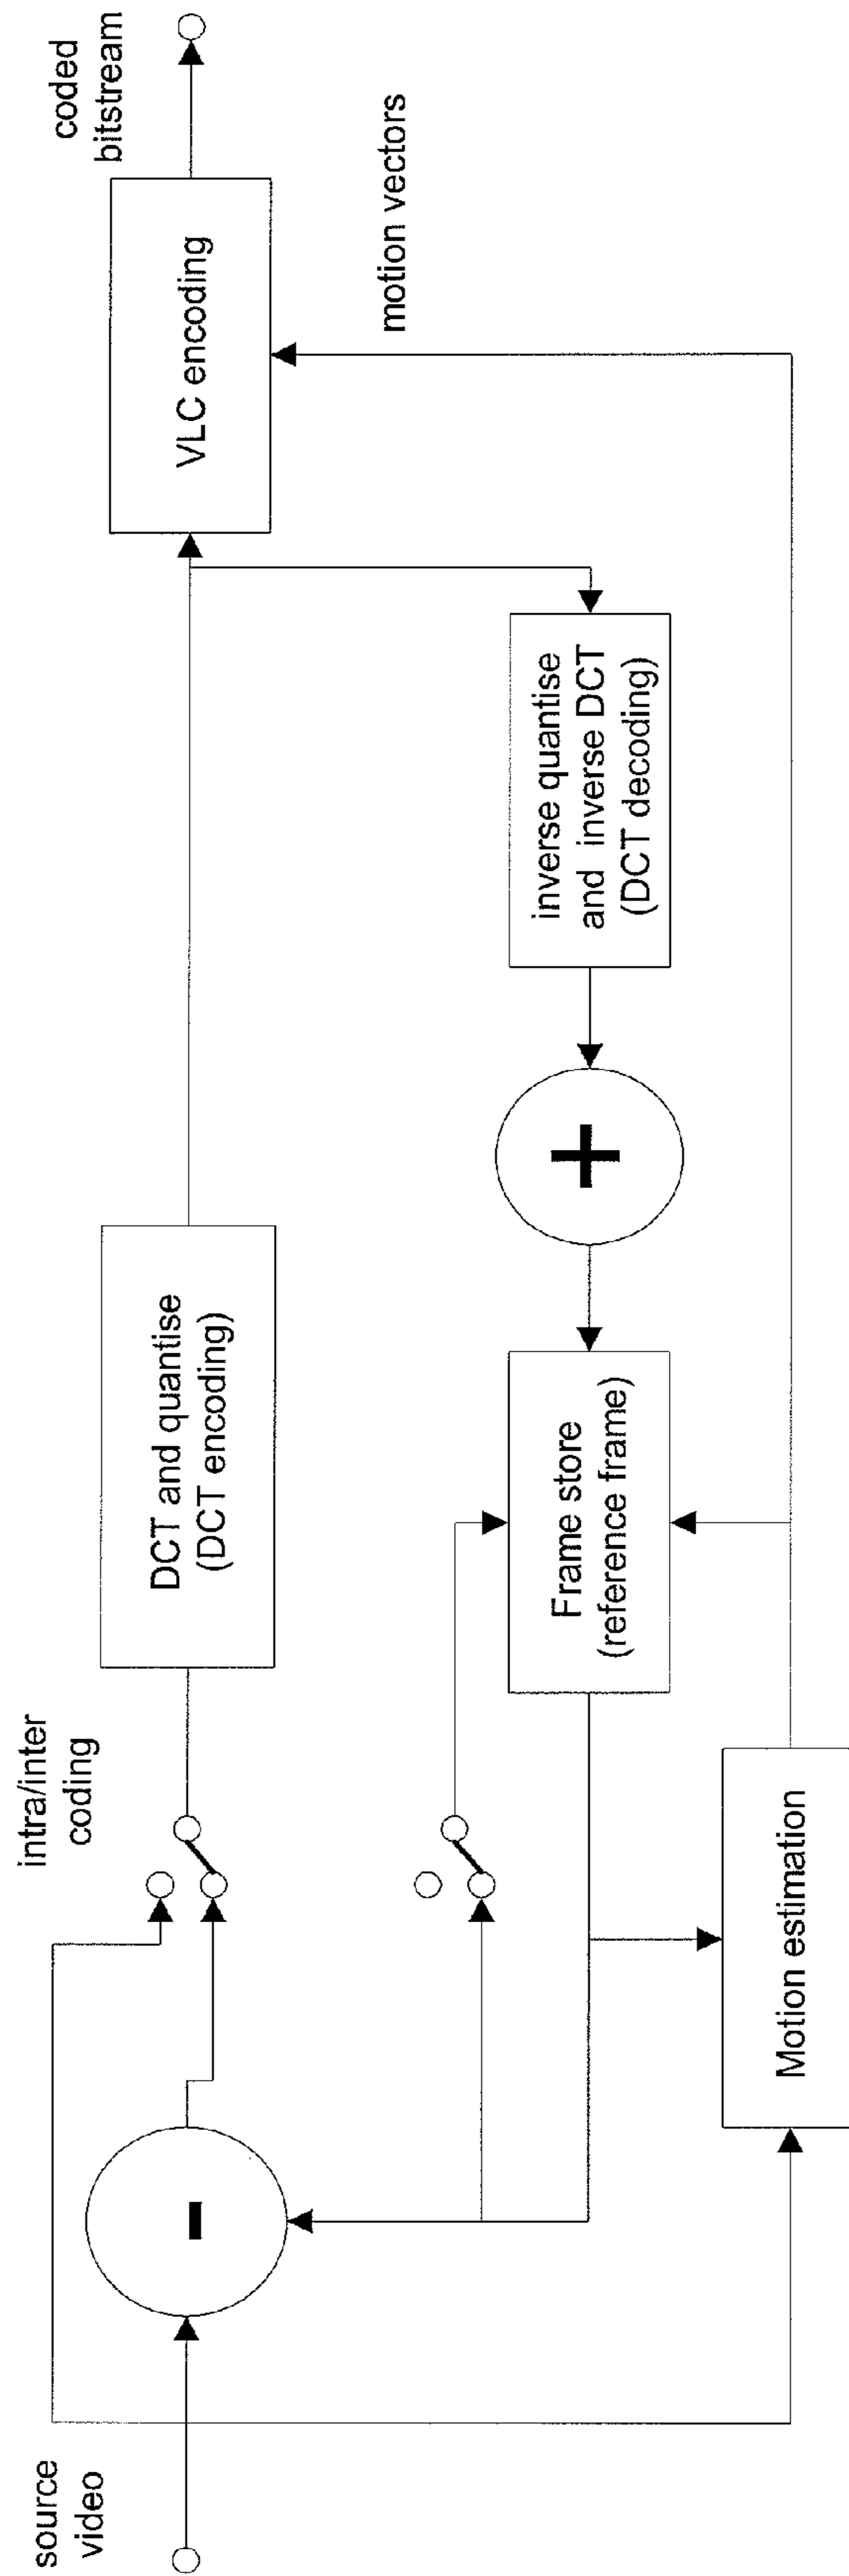 source
video
intra/inter
coding
DCT and quantise
(DCT encoding)
VLC encoding
coded
bitstream
motion vectors
-
+
inverse quantise
and inverse DCT
(DCT decoding)
Frame store
(reference frame)
Motion estimation